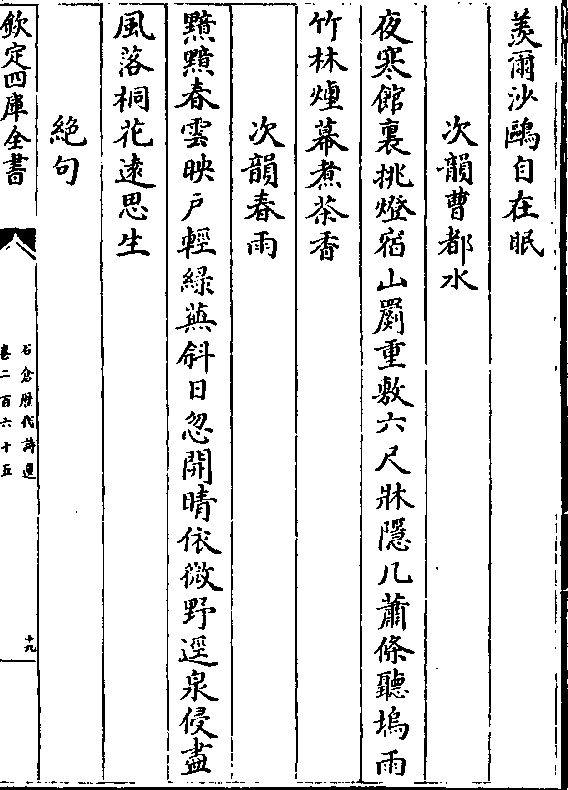 羡爾沙鷗自在眠
次韻曹都水
夜寒館裏挑燈宿山罽重敷六尺牀隱几蕭條聽塢雨
竹林煙幕煮茶香
次韻春雨
黯黯春雲映户輕綠蕪斜日忽開晴依微野逕泉侵盡
風落桐花逺思生
絶句
欽定四庫全書
石倉歴代詩選
卷二百六十五
十九